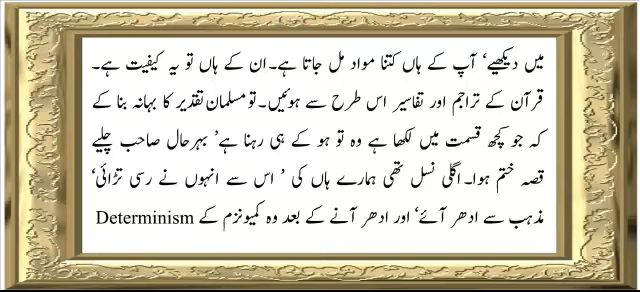 میں دیکھیے‘ آپ کے ہاں کتنا مواد مل جاتا ہے۔ ان کے ہاں تو یہ کیفیت ہے۔
قرآن کے تراجم اور تفاسیر اس طرح سے ہوئیں۔ تو مسلمان تقدیر کا بہانہ بنا کے
کہ جو کچھ قسمت میں لکھا ہے وہ تو ہو کے ہی رہنا ہے’ بہرحال صاحب چلیے
قصہ ختم ہوا۔ اگلی نسل تھی ہمارے ہاں کی ’ اس سے انہوں نے رسی تڑائی‘
مذہب سے ادھر آئے‘ اور ادھر آنے کے بعد وہ کمیونزم کے Determinism